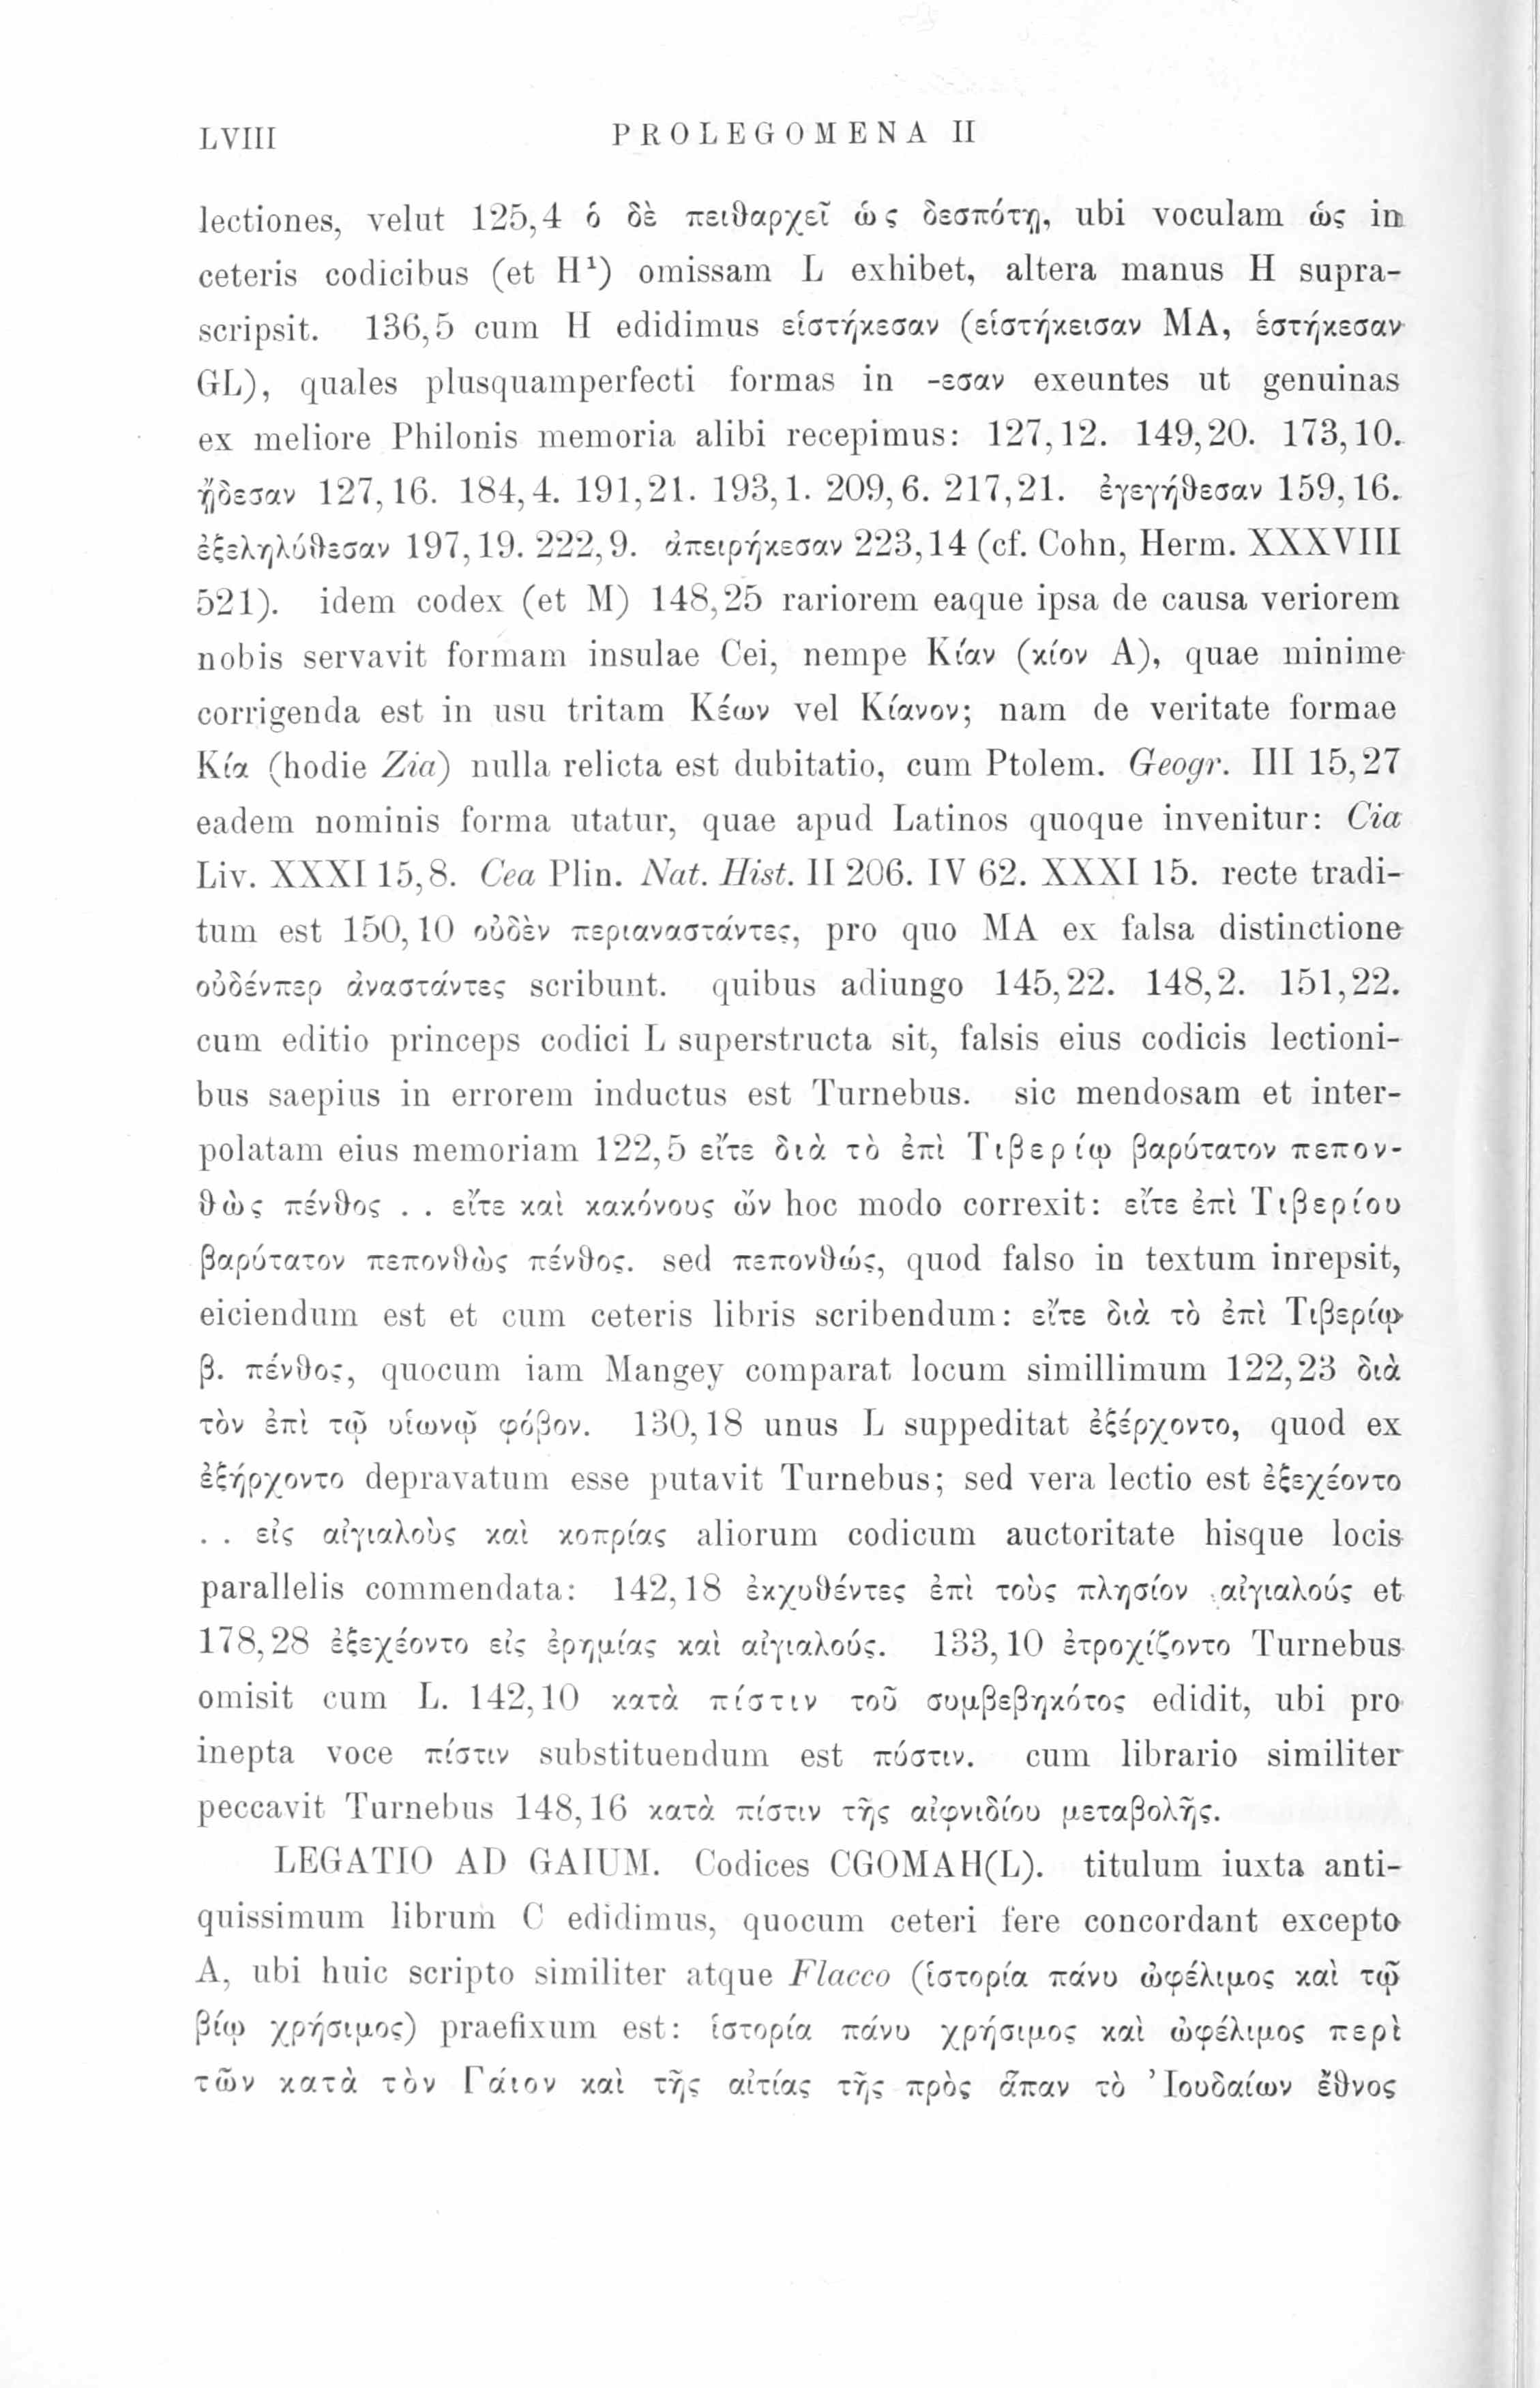 LVIII PROLEGOMENA II
lectiones, velut 125,4 ὁ δὲ πειθαρχεῖ ὡς δεσπότῃ, ubi voculam ὡς in
ceteris codicibus (et H¹) omissam L exhibet, altera manus H supra-
scripsit. 136,5 cum H edidimus εἱστήκεσαν (εἱστήκεισαν MA, ἑστήκεσαν
GL), quales plusquamperfecti formas in -εσαν exeuntes ut genuinas
ex meliore Philonis memoria alibi recepimus: 127,12. 149,20. 173,10.
ᾔδεσαν 127,16. 184,4. 191,21. 193,1. 209,6. 217,21. ἐγεγήθεσαν 159,16.
ἐξεληλύθεσαν 197,19. 222,9. ἀπειρήκεσαν 223,14 (cf. Cohn, Herm. XXXVIII
521). idem codex (et M) 148,25 rariorem eaque ipsa de causa veriorem
nobis servavit formam insulae Cei, nempe Κίαν (κίον A), quae minime
corrigenda est in usu tritam Κέων vel Κίανον; nam de veritate formae
Κία (hodie Zia) nulla relicta est dubitatio, cum Ptolem. Geogr. III 15,27
eadem nominis forma utatur, quae apud Latinos quoque invenitur: Cia
Liv. XXXI 15,8. Cea Plin. Nat. Hist. II 206. IV 62. XXXI 15. recte tradi-
tum est 150,10 οὐδὲν περιαναστάντες, pro quo MA ex falsa distinctione
οὐδένπερ ἀναστάντες scribunt. quibus adiungo 145,22. 148,2. 151,22.
cum editio princeps codici L superstructa sit, falsis eius codicis lectioni-
bus saepius in errorem inductus est Turnebus. sic mendosam et inter-
polatam eius memoriam 122,5 εἴτε διὰ τὸ ἐπὶ Τιβερίῳ βαρύτατον πεπον-
θὼς πένθος . . εἴτε καὶ κακόνους ὤν hoc modo correxit: εἴτε ἐπὶ Τιβερίου
βαρύτατον πεπονθὼς πένθος. sed πεπονθώς, quod falso in textum inrepsit,
eiciendum est et cum ceteris libris scribendum: εἴτε διὰ τὸ ἐπὶ Τιβερίῳ
β. πένθος, quocum iam Mangey comparat locum simillimum 122,23 διὰ
τὸν ἐπὶ τῷ υἱωνῷ φόβον. 130,18 unus L suppeditat ἐξέρχοντο, quod ex
ἐξήρχοντο depravatum esse putavit Turnebus; sed vera lectio est ἐξεχέοντο
. . εἰς αἰγιαλοὺς καὶ κοπρίας aliorum codicum auctoritate hisque locis
parallelis commendata: 142,18 ἐκχυθέντες ἐπὶ τοὺς πλησίον αἰγιαλούς et
178,28 ἐξεχέοντο εἰς ἐρημίας καὶ αἰγιαλούς. 133,10 ἐτροχίζοντο Turnebus
omisit cum L. 142,10 κατὰ πίστιν τοῦ συμβεβηκότος edidit, ubi pro
inepta voce πίστιν substituendum est πύστιν. cum librario similiter
peccavit Turnebus 148,16 κατὰ πίστιν τῆς αἰφνιδίου μεταβολῆς.
LEGATIO AD GAIUM. Codices CGOMAH(L). titulum iuxta anti-
quissimum librum C edidimus, quocum ceteri fere concordant excepto
A, ubi huic scripto similiter atque Flacco (ἱστορία πάνυ ὠφέλιμος καὶ τῷ
βίῳ χρήσιμος) praefixum est: ἱστορία πάνυ χρήσιμος καὶ ὠφέλιμος περὶ
τῶν κατὰ τὸν Γάιον καὶ τῆς αἰτίας τῆς πρὸς ἅπαν τὸ Ἰουδαίων ἔθνος